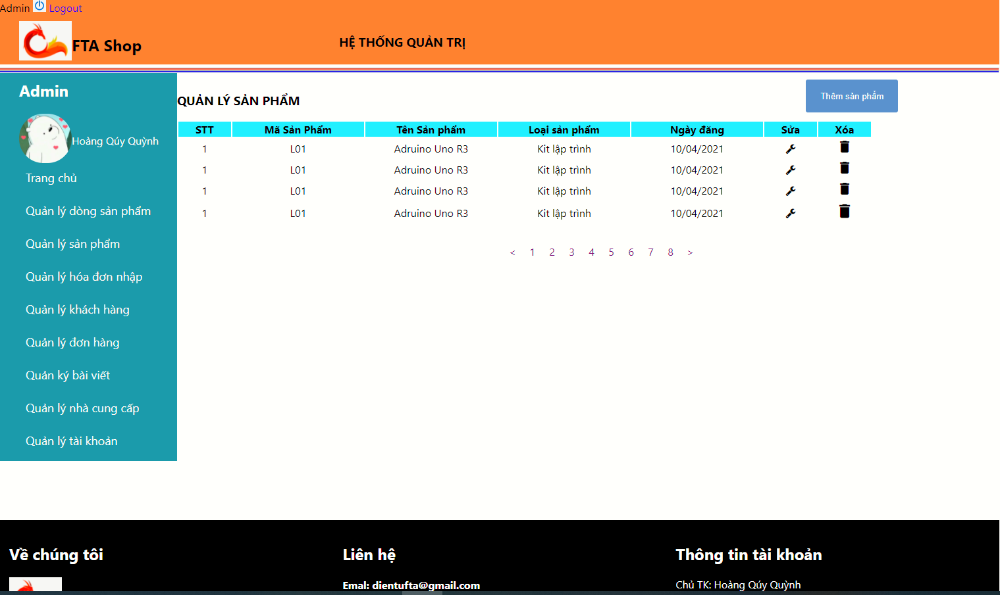 Admin Logout
FTA Shop
HỆ THỐNG QUẢN TRỊ
Admin
Hoàng Qúy Quỳnh
Trang chủ
Quản lý dòng sản phẩm
Quản lý sản phẩm
Quản lý hóa đơn nhập
Quản lý khách hàng
Quản lý đơn hàng
Quản ký bài viết
Quản lý nhà cung cấp
Quản lý tài khoản
QUẢN LÝ SẢN PHẨM
Thêm sản phẩm
STT Mã Sản Phẩm Tên Sản phẩm Loại sản phẩm Ngày đăng Sửa Xóa
1 L01 Adruino Uno R3 Kit lập trình 10/04/2021
1 L01 Adruino Uno R3 Kit lập trình 10/04/2021
1 L01 Adruino Uno R3 Kit lập trình 10/04/2021
1 L01 Adruino Uno R3 Kit lập trình 10/04/2021
< 1 2 3 4 5 6 7 8 >
Về chúng tôi
Liên hệ
Emal: dientufta@gmail.com
Thông tin tài khoản
Chủ TK: Hoàng Qúy Quỳnh